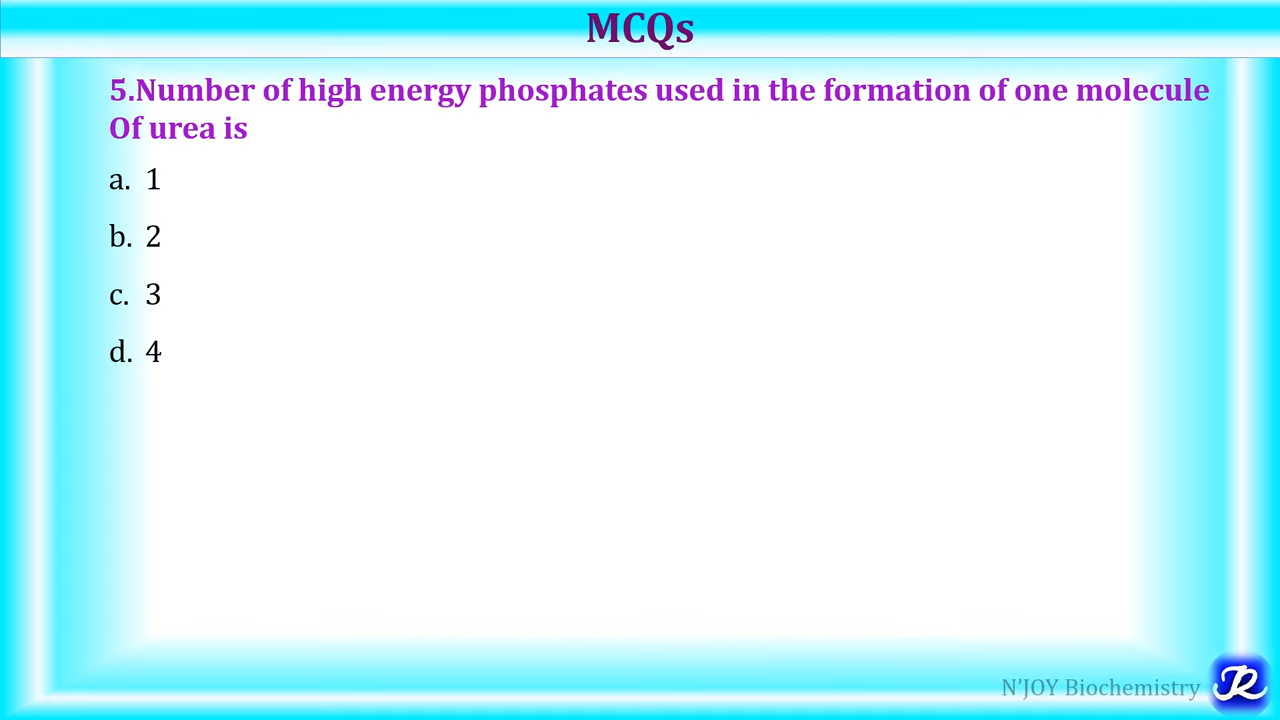 MCQs
5.Number of high energy phosphates used in the formation of one molecule
Of urea is
a. 1
b. 2
c. 3
d. 4
N’JOY Biochemistry
JR